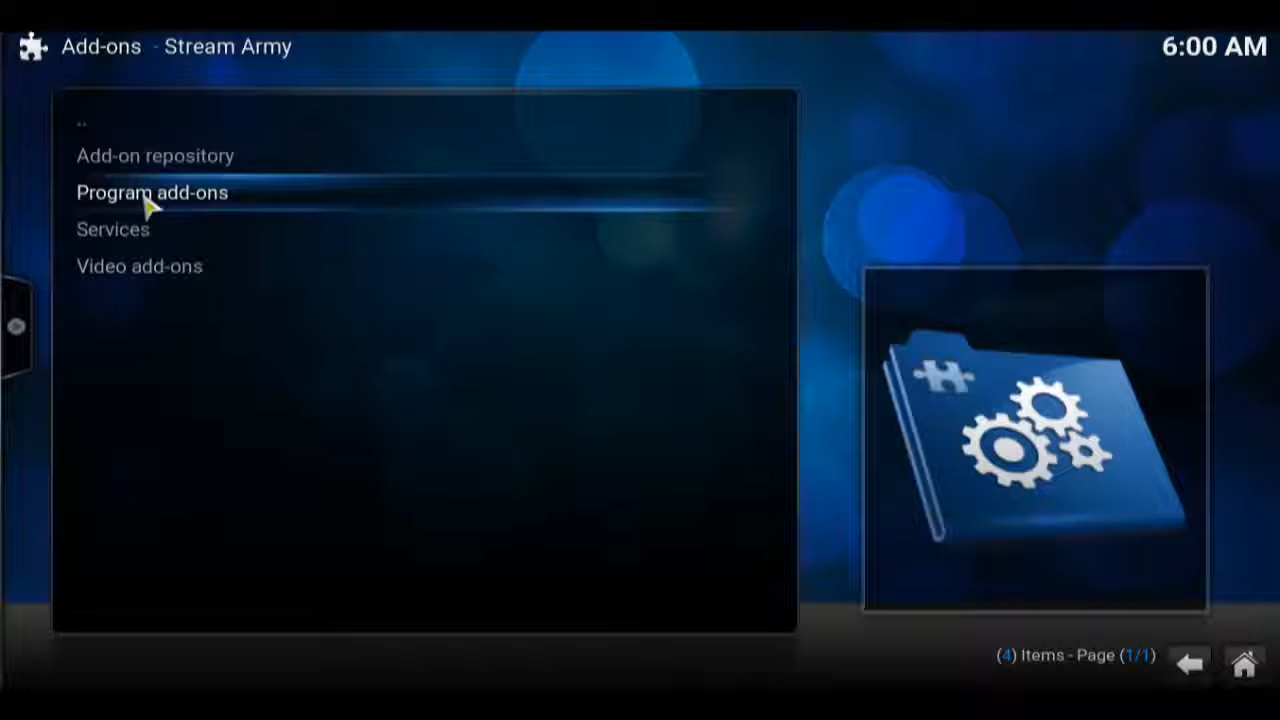 Add-ons - Stream Army
6:00 AM
..
Add-on repository
Program add-ons
Services
Video add-ons
(4) Items - Page (1/1)